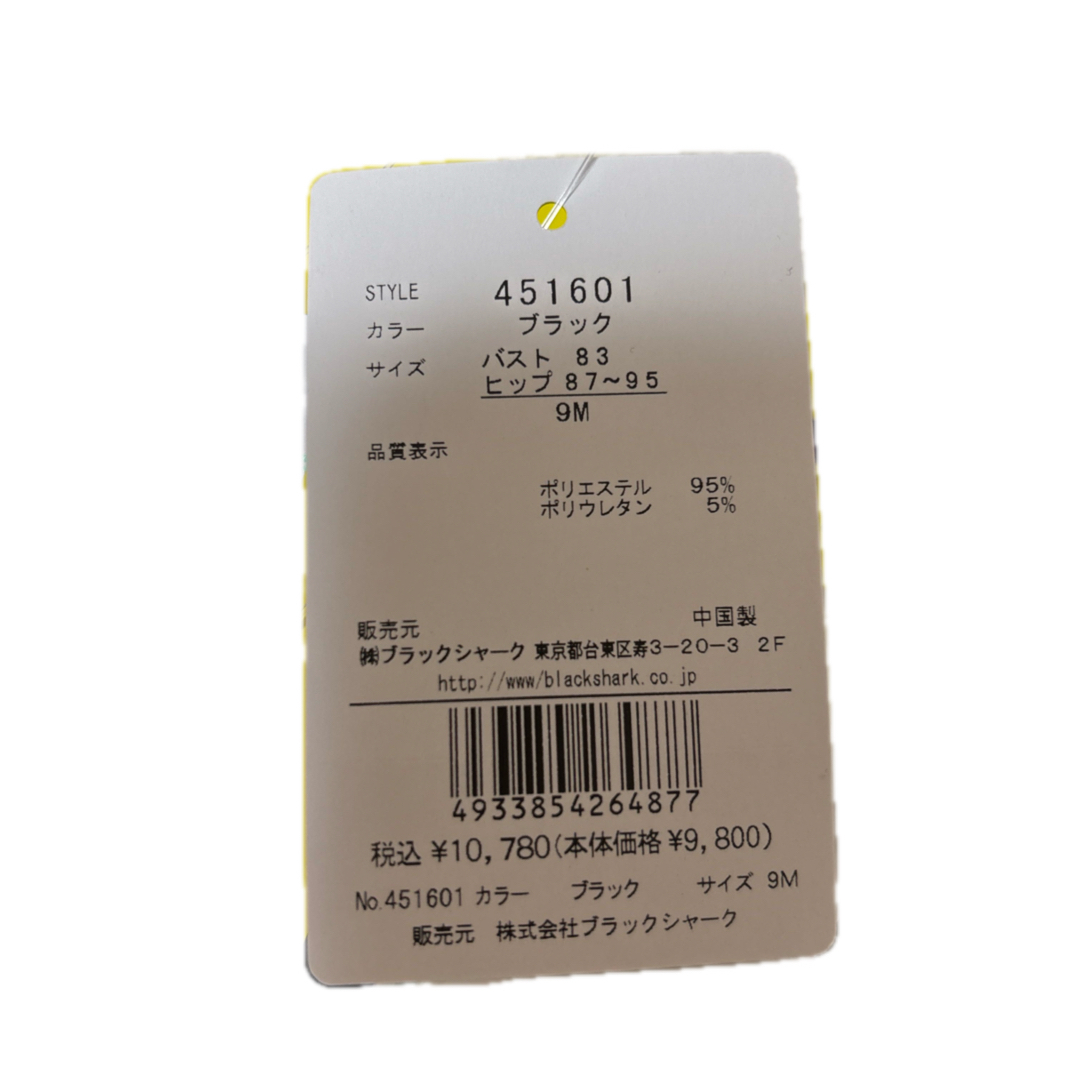 STYLE 451601
カラー ブラック
サイズ バスト 83
ヒップ 87~95
9M
品質表示
ポリエステル 95%
ポリウレタン 5%
中国製
販売元
㈱ブラックシャーク 東京都台東区寿3-20-3 2F
http://www/blackshark.co.jp
4933854264877
税込 ¥10,780(本体価格 ¥9,800)
No.451601 カラー ブラック サイズ 9M
販売元 株式会社ブラックシャーク